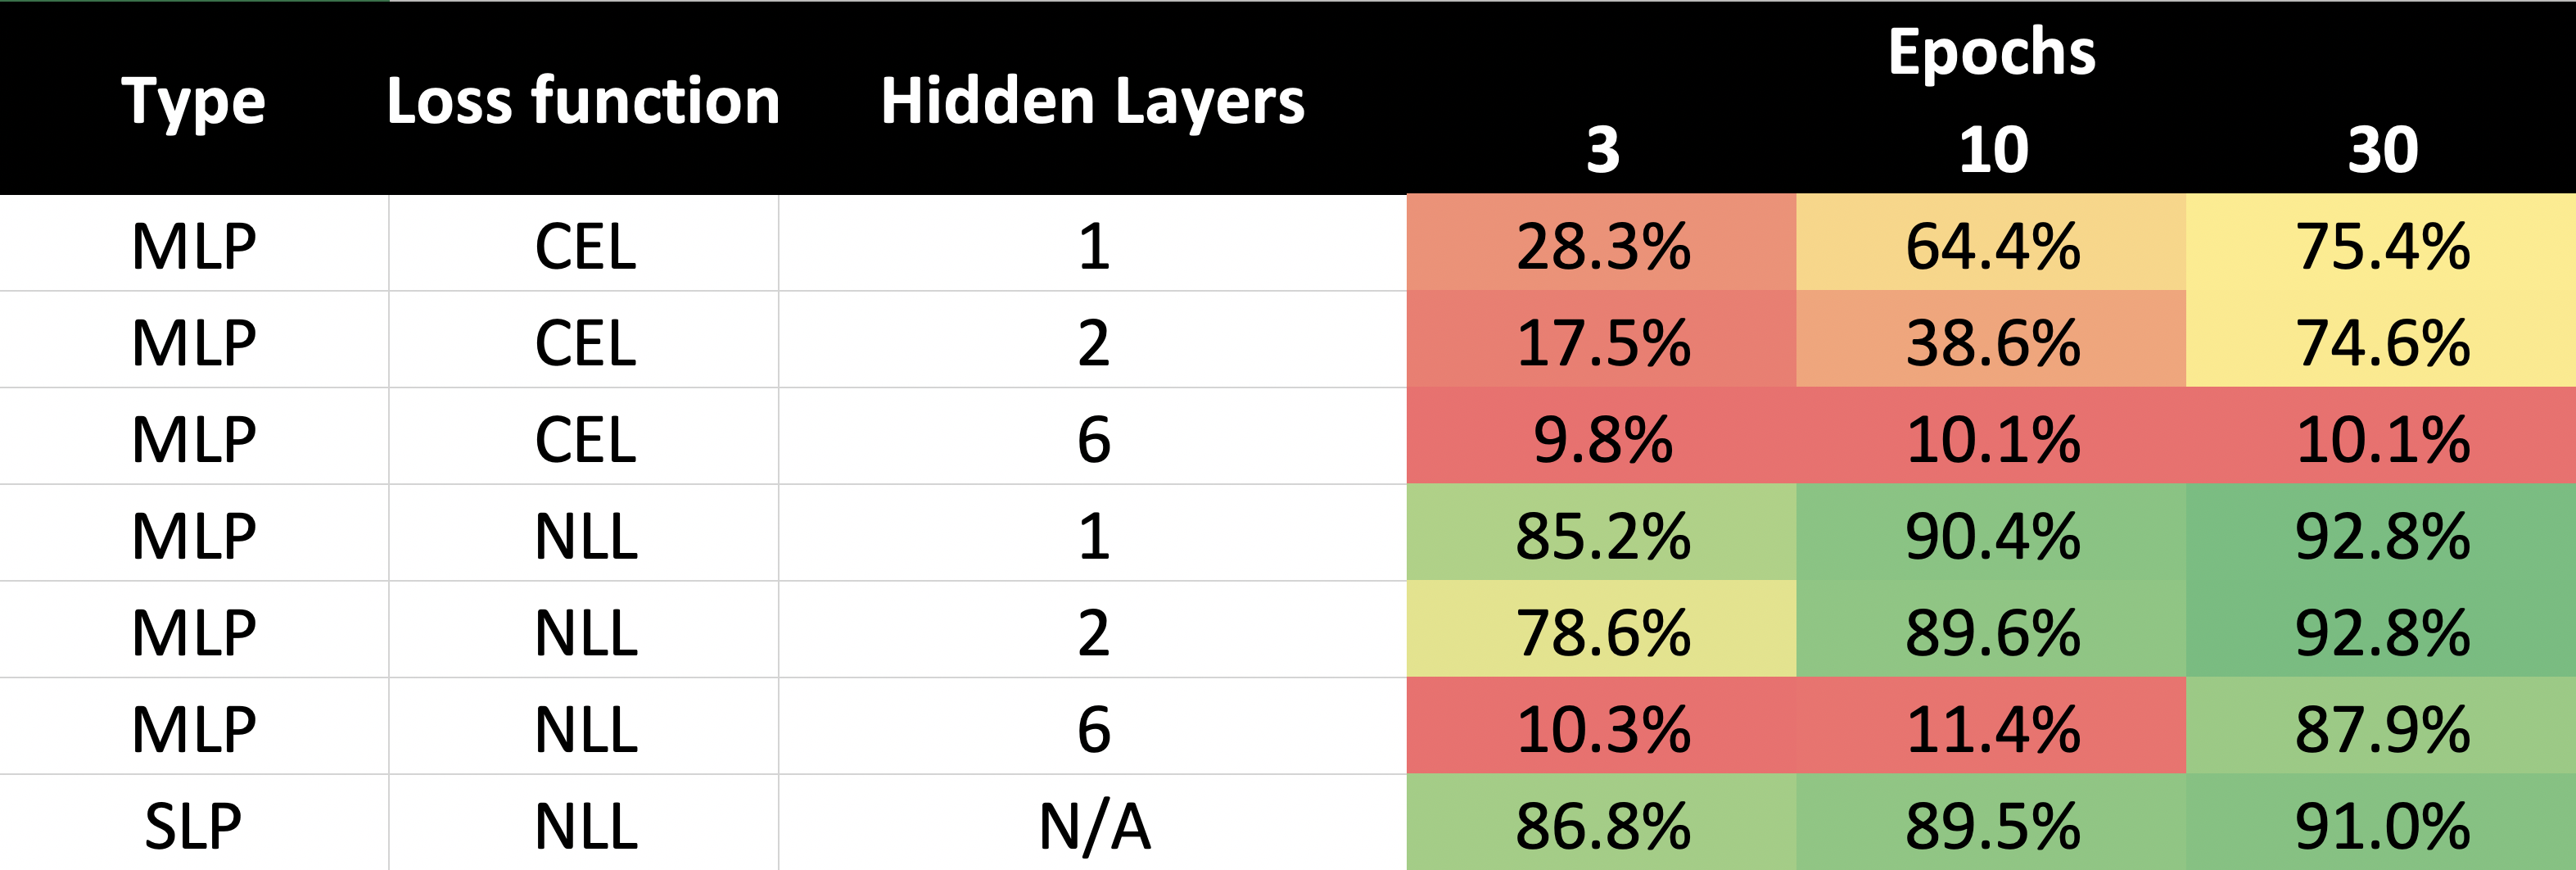 Epochs
Type Loss function Hidden Layers
3 10 30
MLP CEL 1 28.3% 64.4% 75.4%
MLP CEL 2 17.5% 38.6% 74.6%
MLP CEL 6 9.8% 10.1% 10.1%
MLP NLL 1 85.2% 90.4% 92.8%
MLP NLL 2 78.6% 89.6% 92.8%
MLP NLL 6 10.3% 11.4% 87.9%
SLP NLL N/A 86.8% 89.5% 91.0%